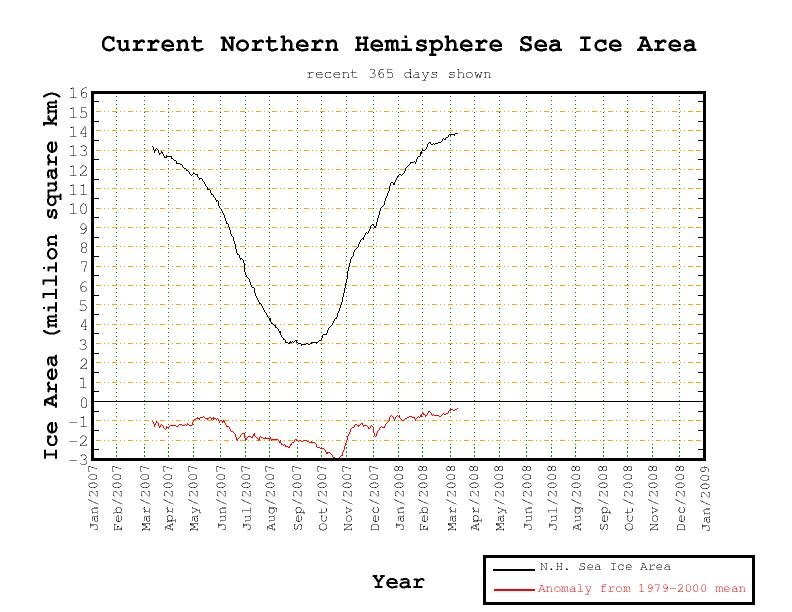 Current Northern Hemisphere Sea Ice Area
recent 365 days shown
Ice Area (million square km)
16
15
14
13
12
11
10
9
8
7
6
5
4
3
2
1
0
-1
-2
-3
Jan/2007
Feb/2007
Mar/2007
Apr/2007
May/2007
Jun/2007
Jul/2007
Aug/2007
Sep/2007
Oct/2007
Nov/2007
Dec/2007
Jan/2008
Feb/2008
Mar/2008
Apr/2008
May/2008
Jun/2008
Jul/2008
Aug/2008
Sep/2008
Oct/2008
Nov/2008
Dec/2008
Jan/2009
Year
N.H. Sea Ice Area
Anomaly from 1979-2000 mean